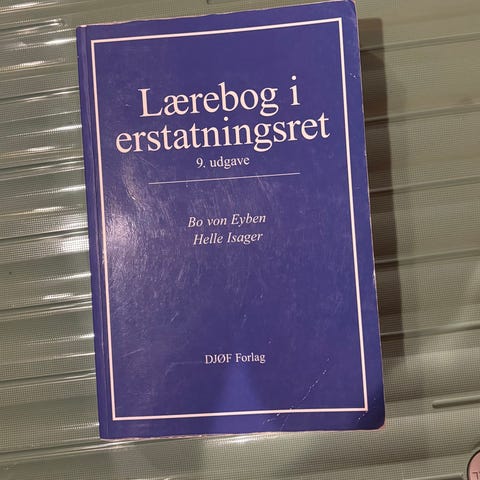 Lærebog i
erstatningsret
9. udgave
Bo von Eyben
Helle Isager
DJØF Forlag